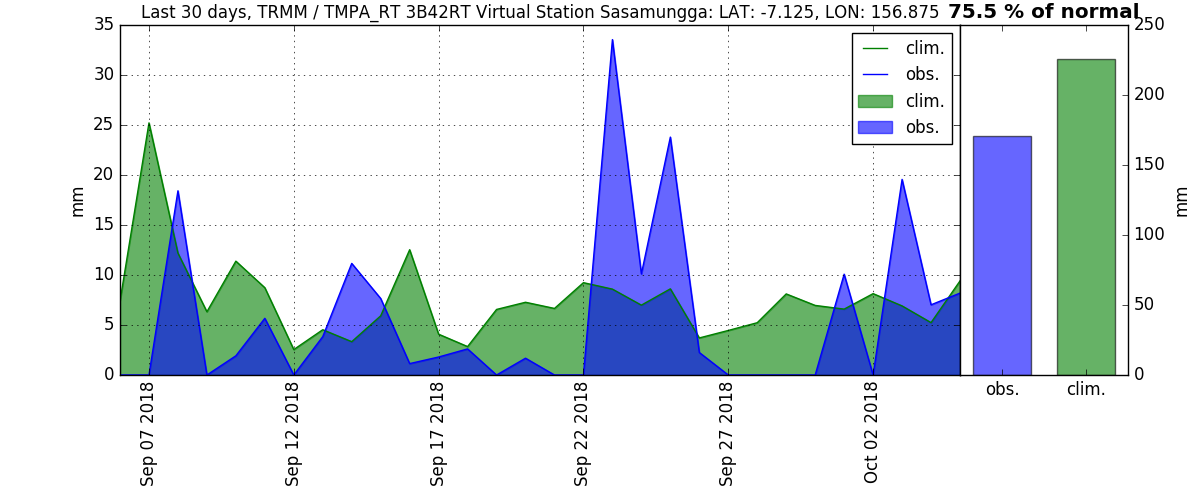 Last 30 days, TRMM / TMPA_RT 3B42RT Virtual Station Sasamungga: LAT: -7.125, LON: 156.875 75.5 % of normal
35
30
25
20
15
10
5
0
mm
clim.
obs.
clim.
obs.
250
200
150
100
50
0
mm
obs. clim.
Sep 07 2018
Sep 12 2018
Sep 17 2018
Sep 22 2018
Sep 27 2018
Oct 02 2018